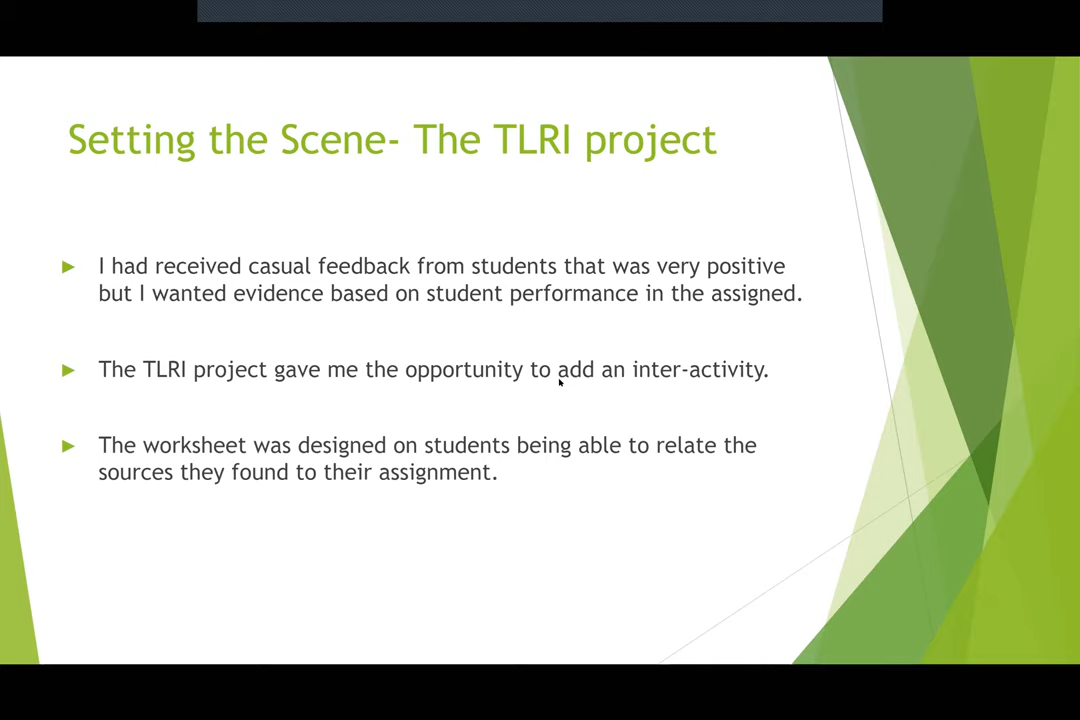 Setting the Scene- The TLRI project
I had received casual feedback from students that was very positive
but I wanted evidence based on student performance in the assigned.
The TLRI project gave me the opportunity to add an inter-activity.
The worksheet was designed on students being able to relate the
sources they found to their assignment.